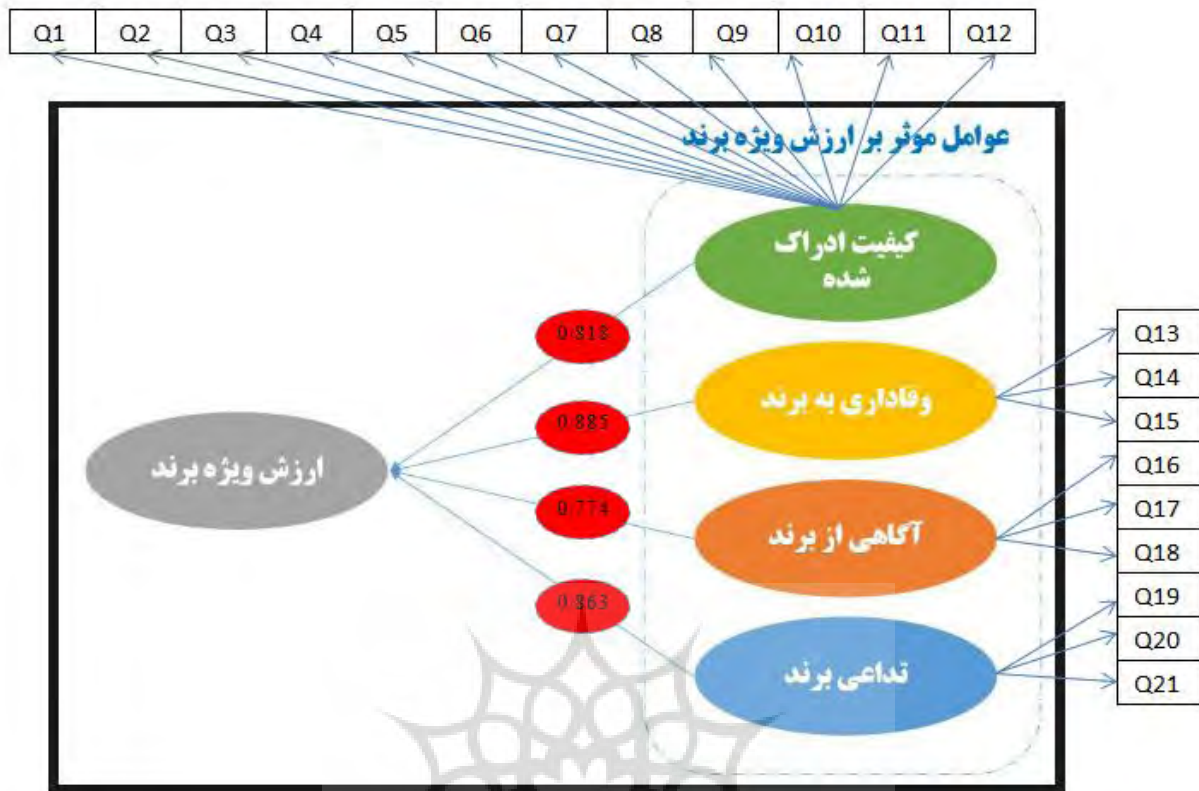 Q1 Q2 Q3 Q4 Q5 Q6 Q7 Q8 Q9 Q10 Q11 Q12
عوامل موثر بر ارزش ویژه برند
کیفیت ادراک
شده
0.818
Q13
Q14
Q15
وفاداری به برند
0.885
ارزش ویژه برند
Q16
Q17
Q18
آگاهی از برند
0.774
Q19
Q20
Q21
تداعی برند
0.863